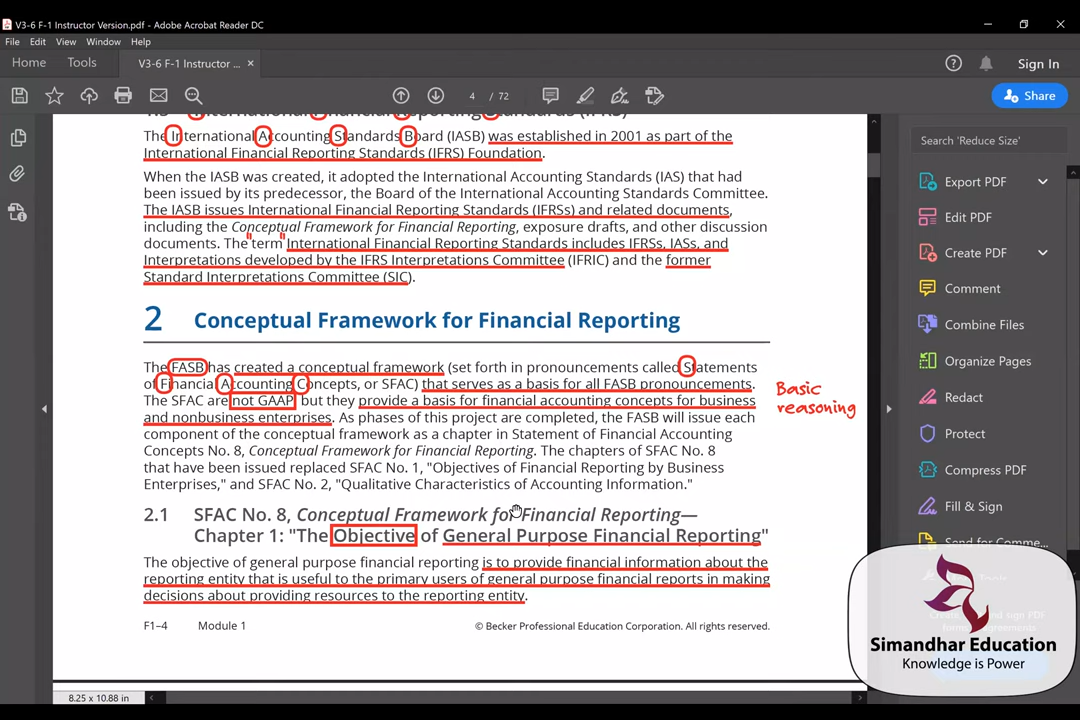 V3-6 F-1 Instructor Version.pdf - Adobe Acrobat Reader DC
File Edit View Window Help
Home Tools V3-6 F-1 Instructor ... × Sign In
4 / 72 Share
The International Accounting Standards Board (IASB) was established in 2001 as part of the
International Financial Reporting Standards (IFRS) Foundation.
When the IASB was created, it adopted the International Accounting Standards (IAS) that had
been issued by its predecessor, the Board of the International Accounting Standards Committee.
The IASB issues International Financial Reporting Standards (IFRSs) and related documents,
including the Conceptual Framework for Financial Reporting, exposure drafts, and other discussion
documents. The "term" International Financial Reporting Standards includes IFRSs, IASs, and
Interpretations developed by the IFRS Interpretations Committee (IFRIC) and the former
Standard Interpretations Committee (SIC).
2 Conceptual Framework for Financial Reporting
The FASB has created a conceptual framework (set forth in pronouncements called Statements
of Financial Accounting Concepts, or SFAC) that serves as a basis for all FASB pronouncements.
The SFAC are not GAAP, but they provide a basis for financial accounting concepts for business
and nonbusiness enterprises. As phases of this project are completed, the FASB will issue each
component of the conceptual framework as a chapter in Statement of Financial Accounting
Concepts No. 8, Conceptual Framework for Financial Reporting. The chapters of SFAC No. 8
that have been issued replaced SFAC No. 1, "Objectives of Financial Reporting by Business
Enterprises," and SFAC No. 2, "Qualitative Characteristics of Accounting Information."
Basic
reasoning
2.1 SFAC No. 8, Conceptual Framework for Financial Reporting—
Chapter 1: "The Objective of General Purpose Financial Reporting"
The objective of general purpose financial reporting is to provide financial information about the
reporting entity that is useful to the primary users of general purpose financial reports in making
decisions about providing resources to the reporting entity.
F1–4 Module 1 © Becker Professional Education Corporation. All rights reserved.
8.25 x 10.88 in
Search 'Reduce Size'
Export PDF
Edit PDF
Create PDF
Comment
Combine Files
Organize Pages
Redact
Protect
Compress PDF
Fill & Sign
Send for Comme...
Simandhar Education
Knowledge is Power